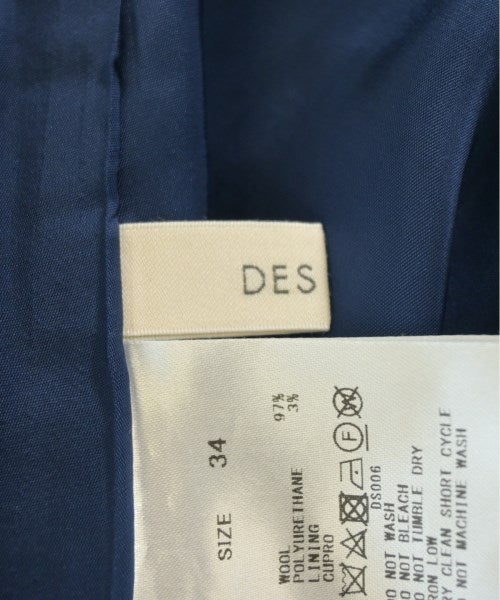 DES
SIZE 34
WOOL 97%
POLYURETHANE 3%
LINING
CUPRO
DS006
DO NOT WASH
DO NOT BLEACH
DO NOT TUMBLE DRY
IRON LOW
DRY CLEAN SHORT CYCLE
DO NOT MACHINE WASH